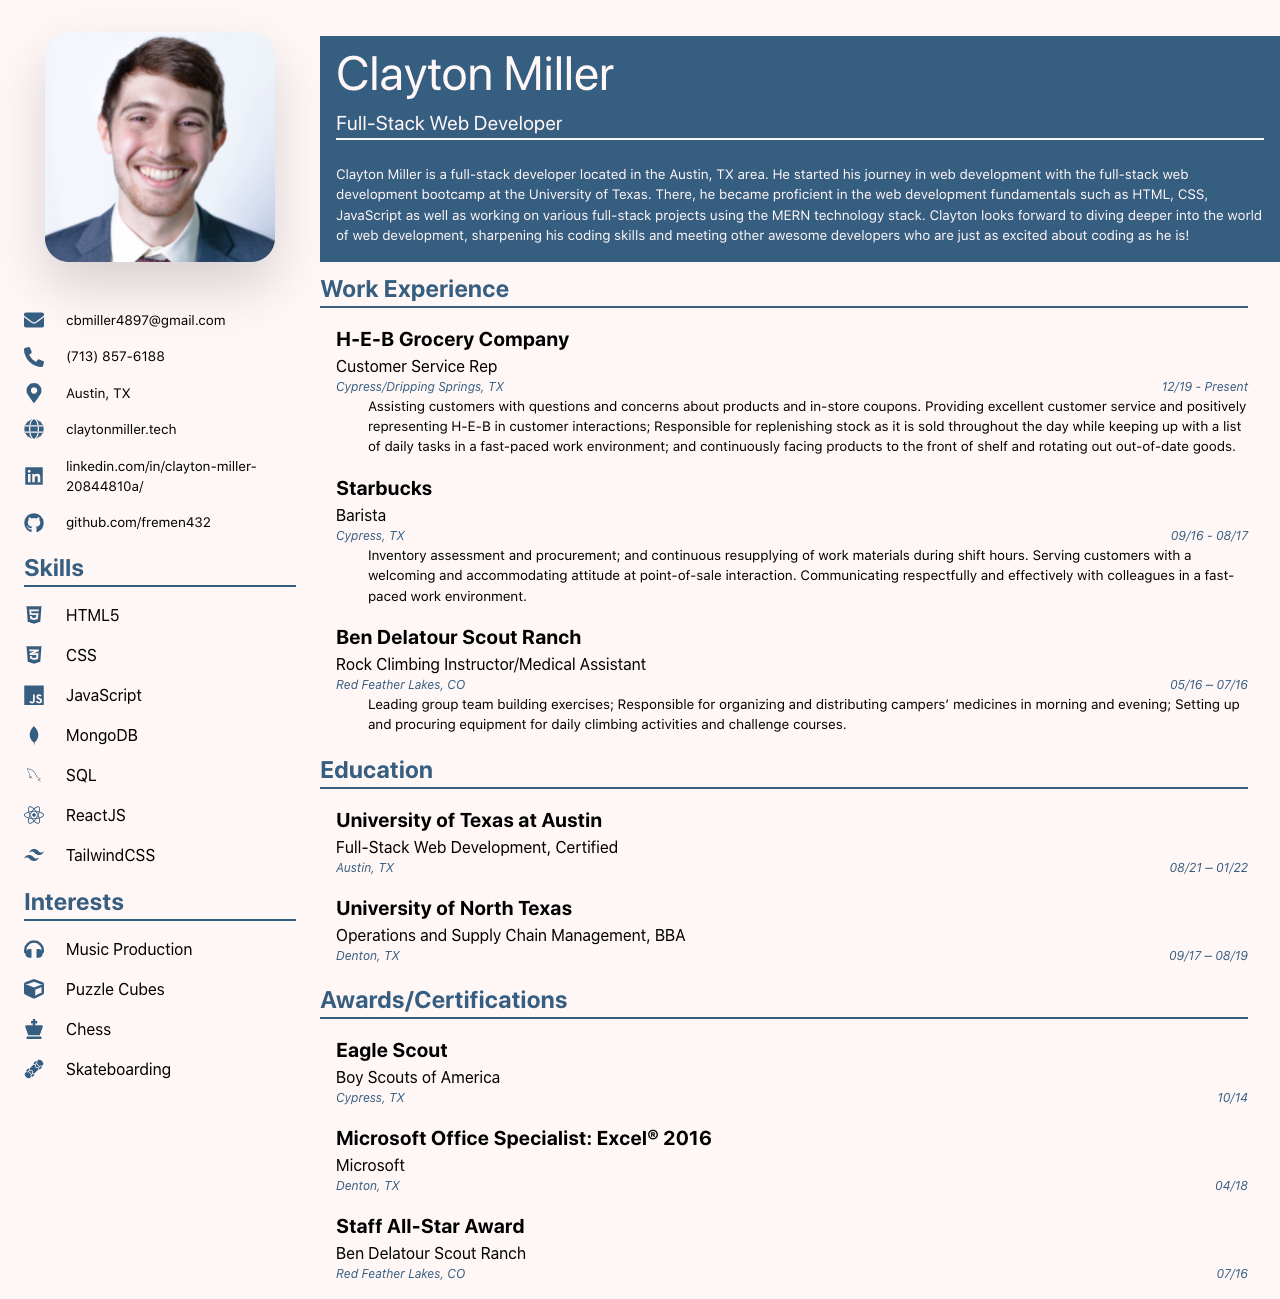 cbmiller4897@gmail.com
(713) 857-6188
Austin, TX
claytonmiller.tech
linkedin.com/in/clayton-miller-
20844810a/
github.com/fremen432
Skills
HTML5
CSS
JavaScript
MongoDB
SQL
ReactJS
TailwindCSS
Interests
Music Production
Puzzle Cubes
Chess
Skateboarding
Clayton Miller
Full-Stack Web Developer
Clayton Miller is a full-stack developer located in the Austin, TX area. He started his journey in web development with the full-stack web
development bootcamp at the University of Texas. There, he became proficient in the web development fundamentals such as HTML, CSS,
JavaScript as well as working on various full-stack projects using the MERN technology stack. Clayton looks forward to diving deeper into the world
of web development, sharpening his coding skills and meeting other awesome developers who are just as excited about coding as he is!
Work Experience
H-E-B Grocery Company
Customer Service Rep
Cypress/Dripping Springs, TX 12/19 - Present
Assisting customers with questions and concerns about products and in-store coupons. Providing excellent customer service and positively
representing H-E-B in customer interactions; Responsible for replenishing stock as it is sold throughout the day while keeping up with a list
of daily tasks in a fast-paced work environment; and continuously facing products to the front of shelf and rotating out out-of-date goods.
Starbucks
Barista
Cypress, TX 09/16 - 08/17
Inventory assessment and procurement; and continuous resupplying of work materials during shift hours. Serving customers with a
welcoming and accommodating attitude at point-of-sale interaction. Communicating respectfully and effectively with colleagues in a fast-
paced work environment.
Ben Delatour Scout Ranch
Rock Climbing Instructor/Medical Assistant
Red Feather Lakes, CO 05/16 – 07/16
Leading group team building exercises; Responsible for organizing and distributing campers’ medicines in morning and evening; Setting up
and procuring equipment for daily climbing activities and challenge courses.
Education
University of Texas at Austin
Full-Stack Web Development, Certified
Austin, TX 08/21 – 01/22
University of North Texas
Operations and Supply Chain Management, BBA
Denton, TX 09/17 – 08/19
Awards/Certifications
Eagle Scout
Boy Scouts of America
Cypress, TX 10/14
Microsoft Office Specialist: Excel® 2016
Microsoft
Denton, TX 04/18
Staff All-Star Award
Ben Delatour Scout Ranch
Red Feather Lakes, CO 07/16